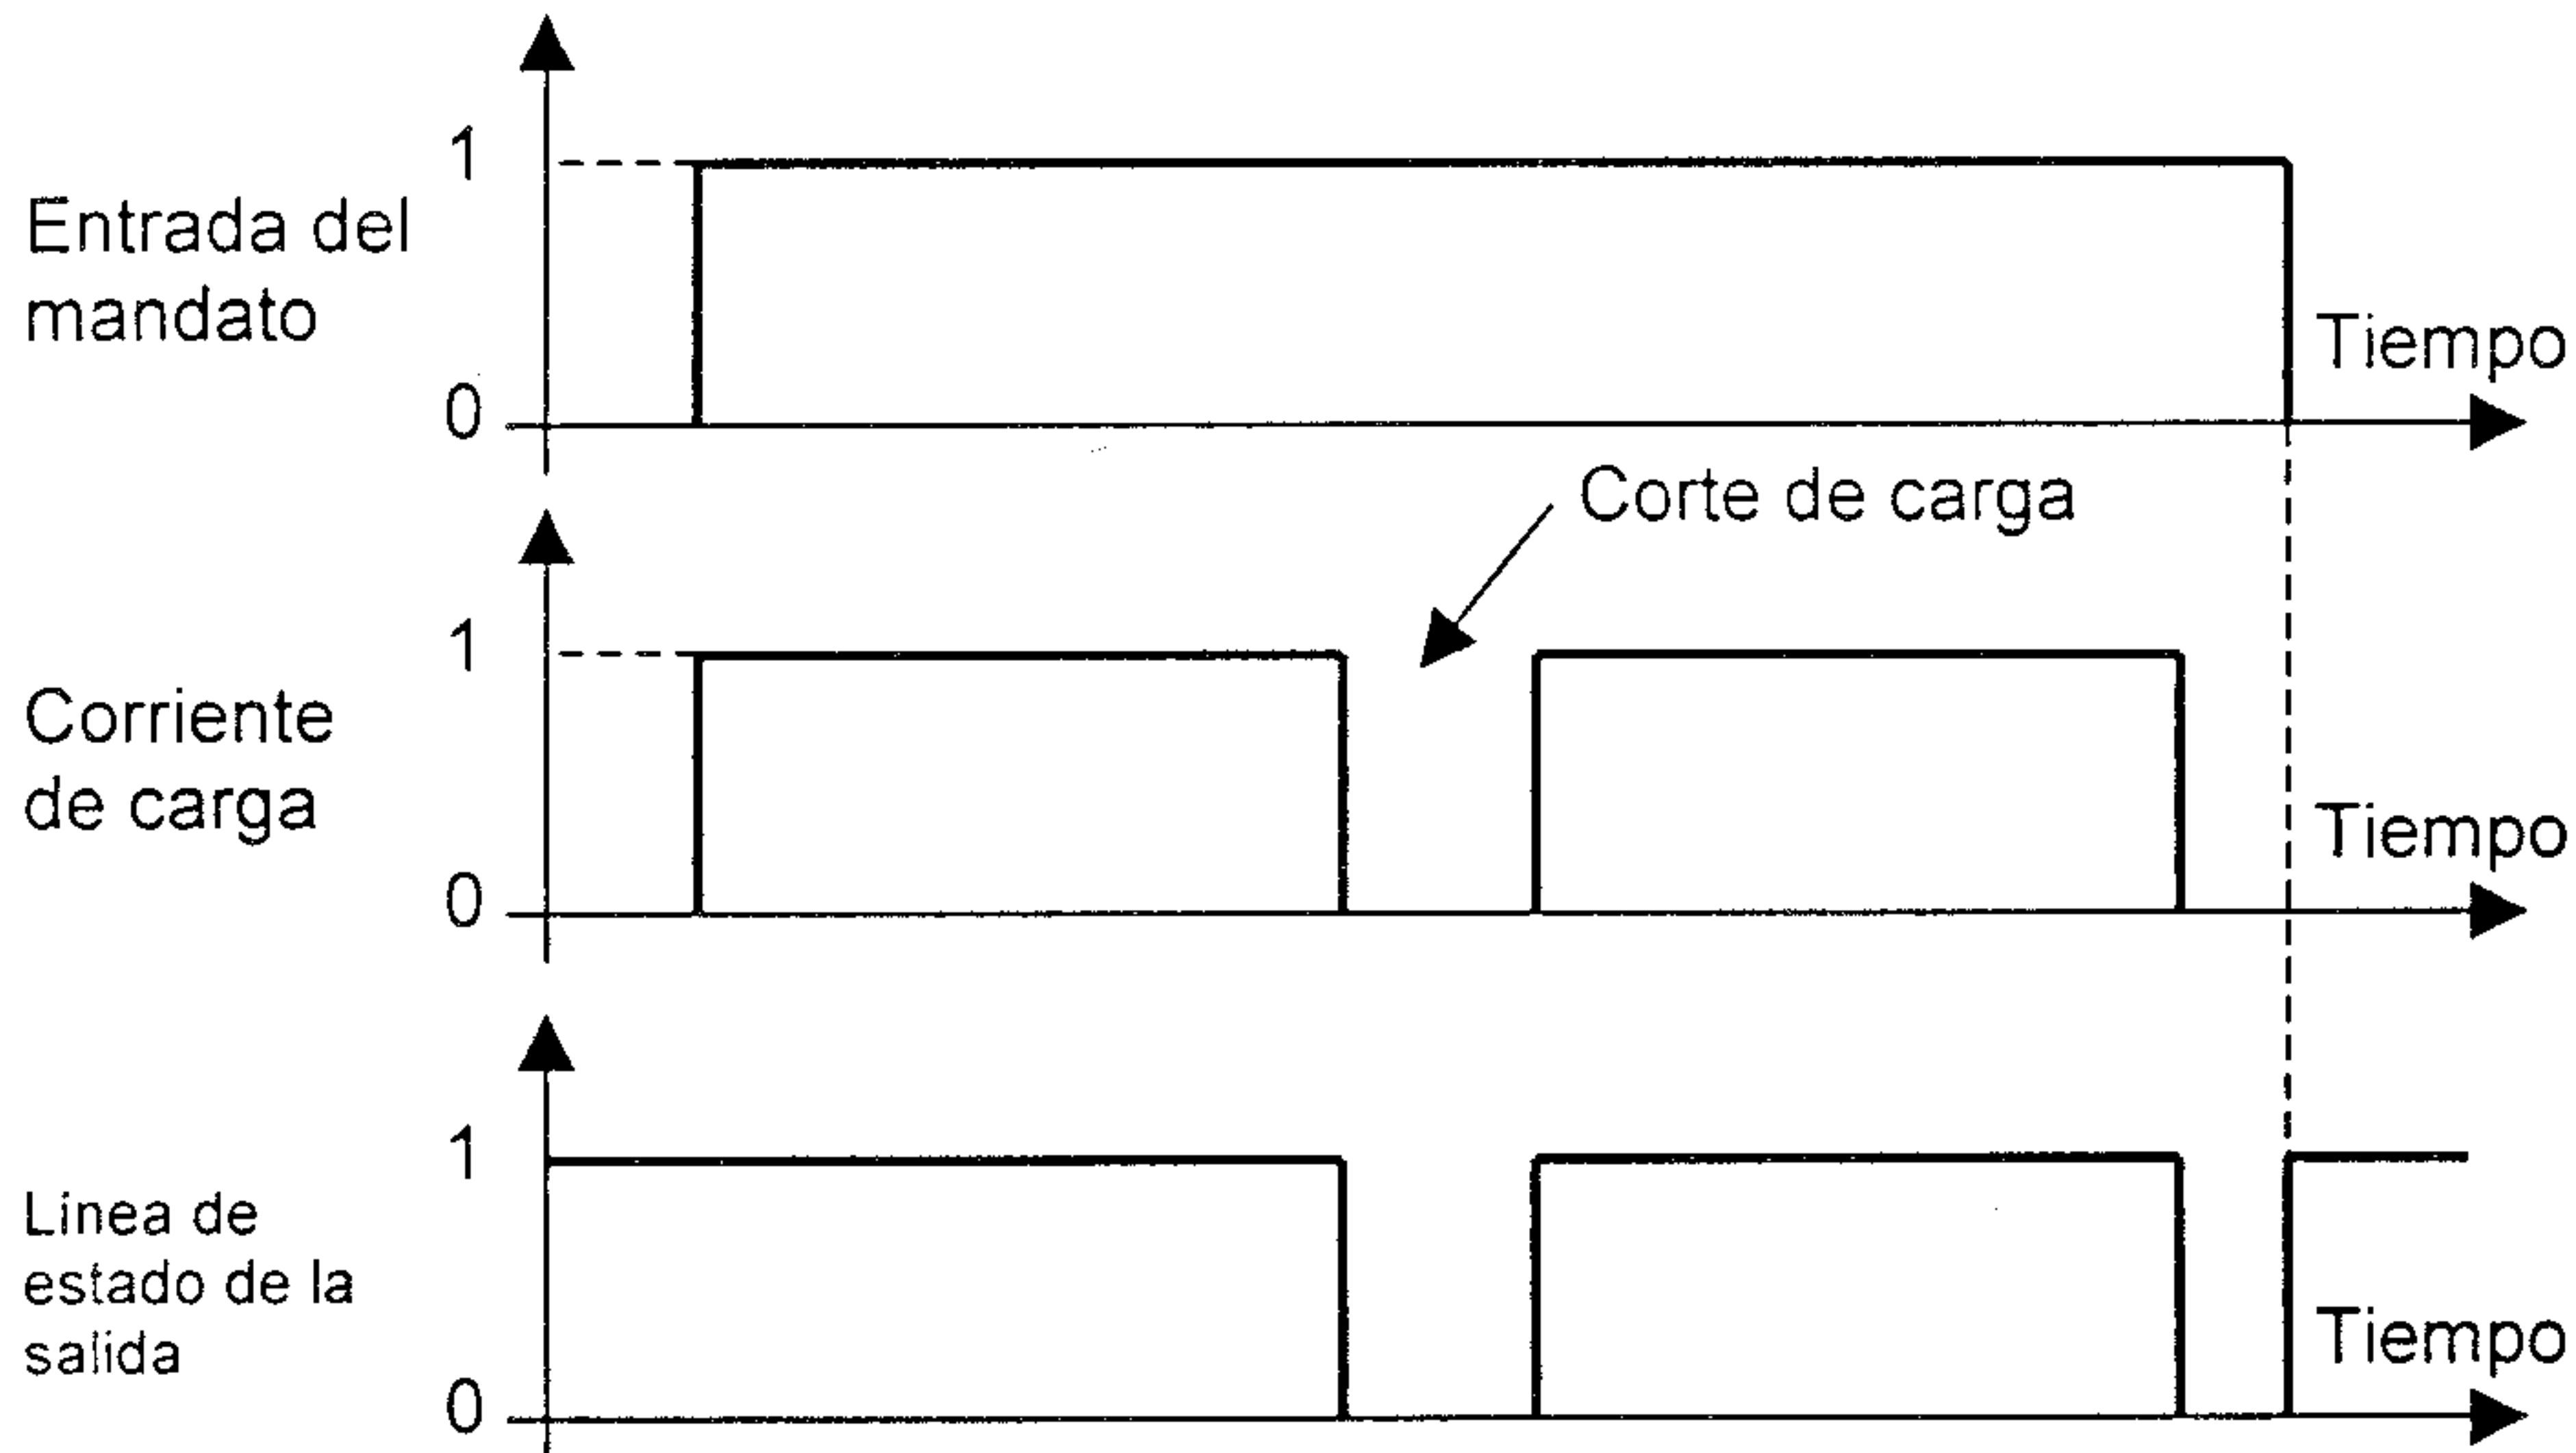 1
Entrada del
mandato
0
Tiempo
Corte de carga
1
Corriente
de carga
0
Tiempo
1
Linea de
estado de la
salida
0
Tiempo